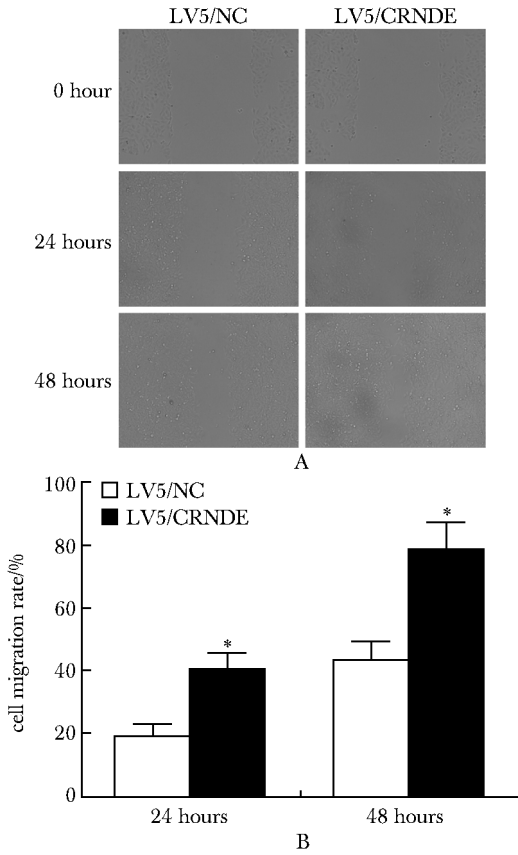 LV5/NC LV5/CRNDE
0 hour
24 hours
48 hours
A
100
LV5/NC
LV5/CRNDE
*
80
60
*
40
20
0
cell migration rate/%
24 hours 48 hours
B